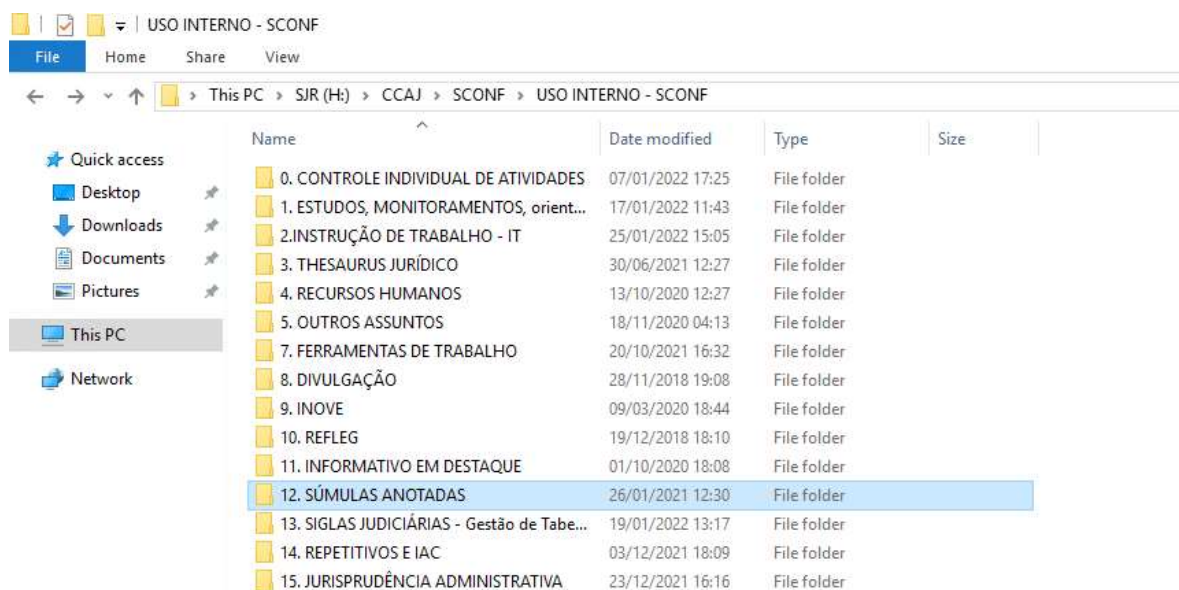 USO INTERNO - SCONF
File Home Share View
This PC > SJR (H:) > CCAJ > SCONF > USO INTERNO - SCONF
Name Date modified Type Size
Quick access
Desktop
Downloads
Documents
Pictures
This PC
Network
0. CONTROLE INDIVIDUAL DE ATIVIDADES 07/01/2022 17:25 File folder
1. ESTUDOS, MONITORAMENTOS, orient... 17/01/2022 11:43 File folder
2.INSTRUÇÃO DE TRABALHO - IT 25/01/2022 15:05 File folder
3. THESAURUS JURÍDICO 30/06/2021 12:27 File folder
4. RECURSOS HUMANOS 13/10/2020 12:27 File folder
5. OUTROS ASSUNTOS 18/11/2020 04:13 File folder
7. FERRAMENTAS DE TRABALHO 20/10/2021 16:32 File folder
8. DIVULGAÇÃO 28/11/2018 19:08 File folder
9. INOVE 09/03/2020 18:44 File folder
10. REFLEG 19/12/2018 18:10 File folder
11. INFORMATIVO EM DESTAQUE 01/10/2020 18:08 File folder
12. SÚMULAS ANOTADAS 26/01/2021 12:30 File folder
13. SIGLAS JUDICIÁRIAS - Gestão de Tabe... 19/01/2022 13:17 File folder
14. REPETITIVOS E IAC 03/12/2021 18:09 File folder
15. JURISPRUDÊNCIA ADMINISTRATIVA 23/12/2021 16:16 File folder